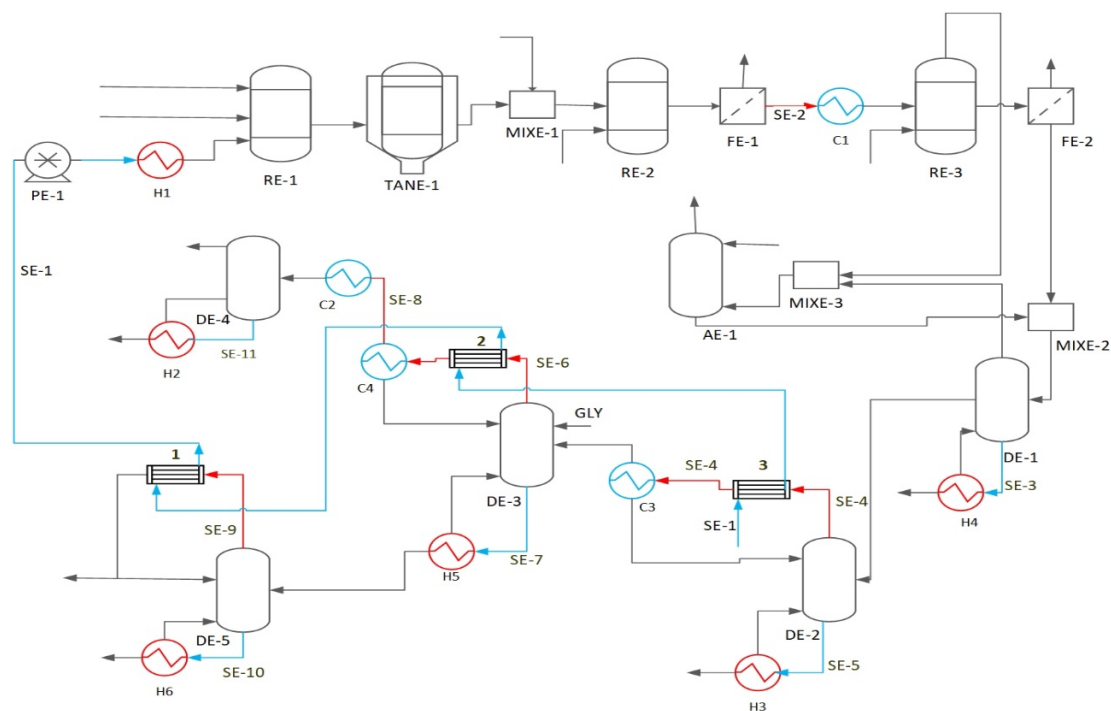 SE-2
C1
MIXE-1
FE-1
PE-1
H1
RE-1
TANE-1
RE-2
RE-3
FE-2
SE-1
C2
SE-8
MIXE-3
DE-4
AE-1
MIXE-2
SE-11
H2
C4
2
SE-6
GLY
DE-1
1
SE-4
3
SE-4
SE-3
C3
DE-3
H4
SE-9
SE-1
H5
SE-7
DE-5
DE-2
SE-10
H6
SE-5
H3